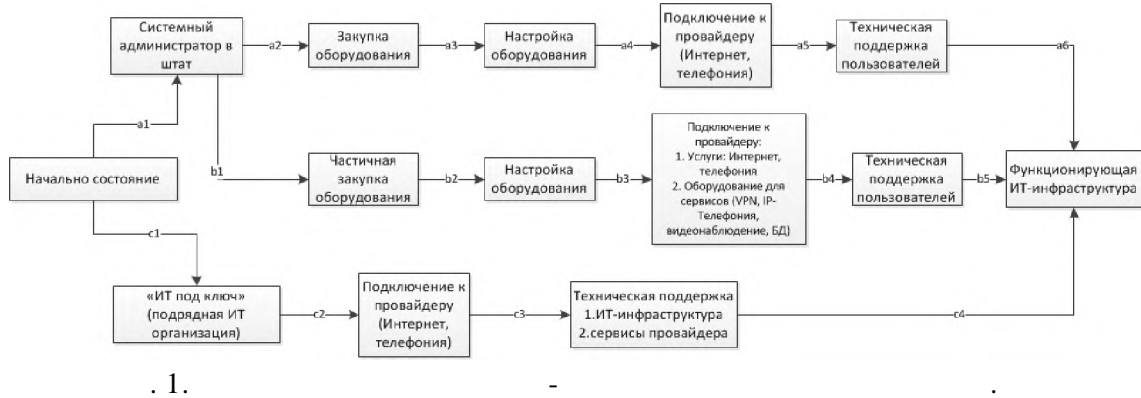 Системный
администратор в
штат
a2
Закупка
оборудования
a3
Настройка
оборудования
a4
Подключение к
провайдеру
(Интернет,
телефония)
a5
Техническая
поддержка
пользователей
a6
a1
b1
Начально состояние
Частичная
закупка
оборудования
b2
Настройка
оборудования
b3
Подключение к
провайдеру:
1. Услуги: Интернет,
телефония
2. Оборудование для
сервисов (VPN, IP-
Телефония,
видеонаблюдение, БД)
b4
Техническая
поддержка
пользователей
b5
Функционирующая
ИТ-инфраструктура
c1
«ИТ под ключ»
(подрядная ИТ
организация)
c2
Подключение к
провайдеру
(Интернет,
телефония)
c3
Техническая поддержка
1.ИТ-инфраструктура
2.сервисы провайдера
c4
. 1. - .